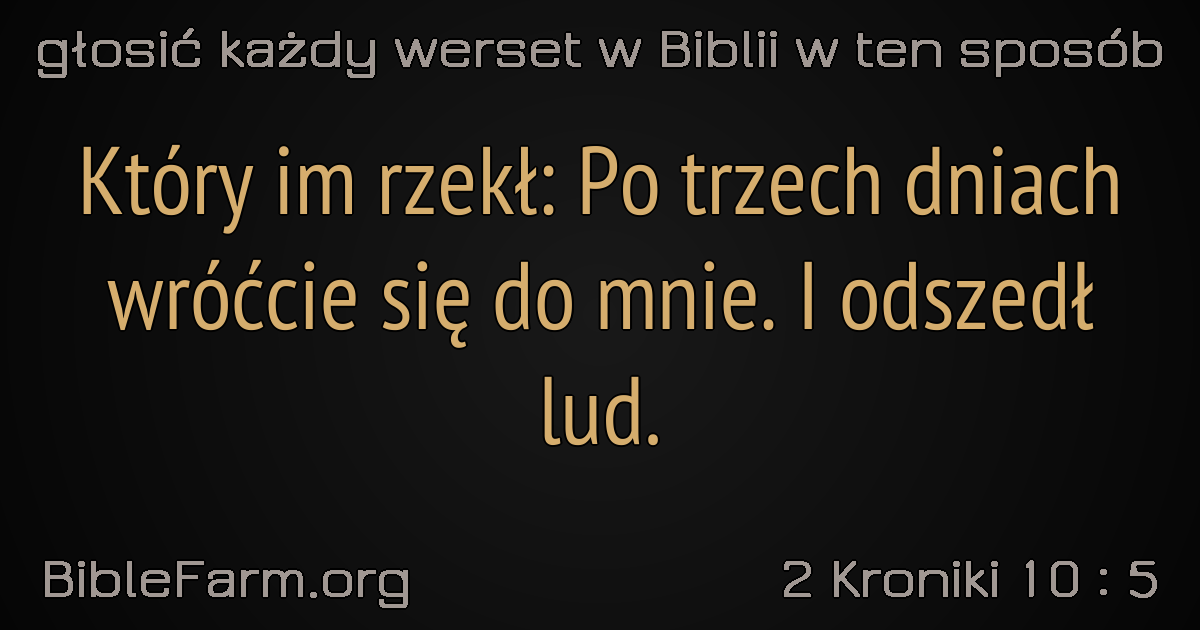 głosić każdy werset w Biblii w ten sposób
Który im rzekł: Po trzech dniach
wróćcie się do mnie. I odszedł
lud.
BibleFarm.org
2 Kroniki 10 : 5